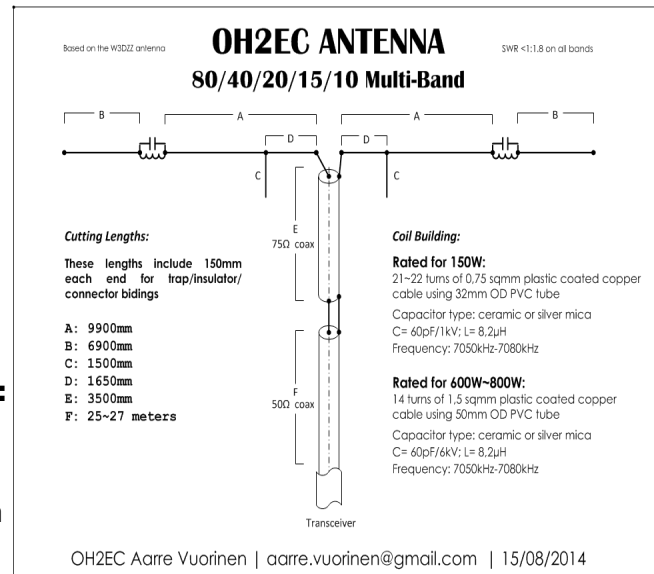 Based on the W3DZZ antenna
OH2EC ANTENNA
SWR <1:1.8 on all bands
80/40/20/15/10 Multi-Band
B
A
A
B
D
D
C
C
E
75Ω coax
Cutting Lengths:
These lengths include 150mm
each end for trap/insulator/
connector bidings
A: 9900mm
B: 6900mm
C: 1500mm
D: 1650mm
E: 3500mm
F: 25~27 meters
F
50Ω coax
Transceiver
Coil Building:
Rated for 150W:
21~22 turns of 0,75 sqmm plastic coated copper
cable using 32mm OD PVC tube
Capacitor type: ceramic or silver mica
C= 60pF/1kV; L= 8,2µH
Frequency: 7050kHz-7080kHz
Rated for 600W~800W:
14 turns of 1,5 sqmm plastic coated copper
cable using 50mm OD PVC tube
Capacitor type: ceramic or silver mica
C= 60pF/6kV; L= 8,2µH
Frequency: 7050kHz-7080kHz
OH2EC Aarre Vuorinen | aarre.vuorinen@gmail.com | 15/08/2014